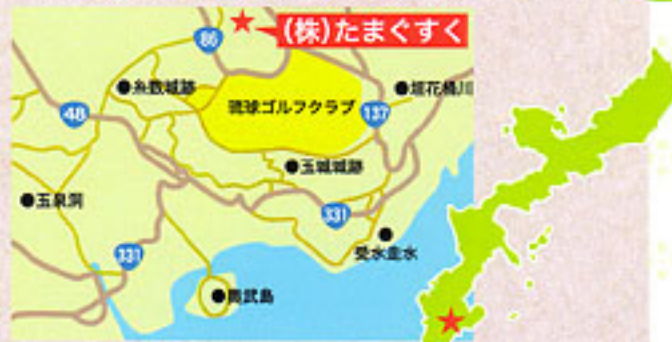 86
(株)たまぐすく
糸数城跡
垣花樋川
琉球ゴルフクラブ
48
137
玉城城跡
玉泉洞
331
受水走水
331
奥武島